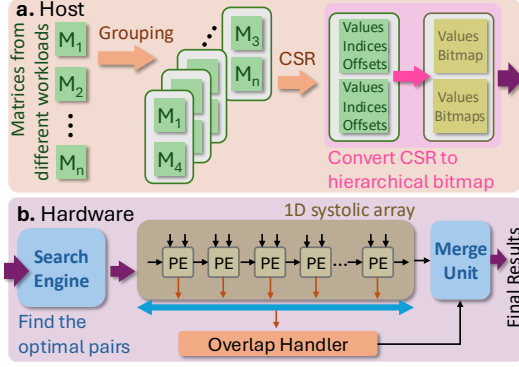 a. Host
Matrices from
different workloads
M1
M2
Mn
Grouping
M1
M4
M3
Mn
CSR
Values
Indices
Offsets
Values
Indices
Offsets
Values
Bitmap
Values
Bitmaps
Convert CSR to
hierarchical bitmap
b. Hardware
Search
Engine
Find the
optimal pairs
1D systolic array
PE PE PE PE ... PE
Overlap Handler
Merge
Unit
Final Results